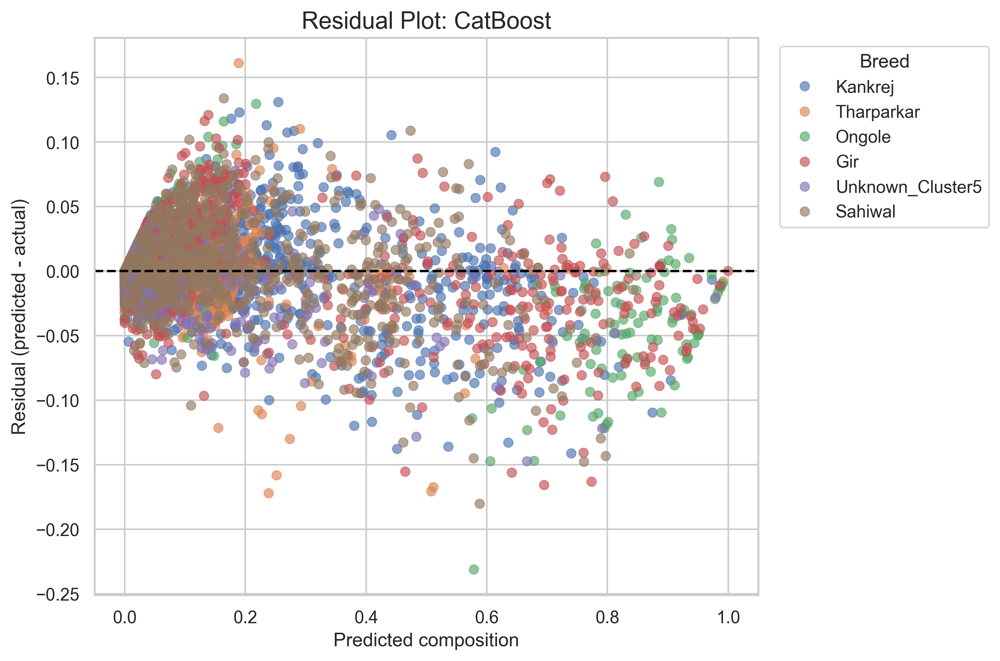 Residual Plot: CatBoost
Breed
Kankrej
Tharparkar
Ongole
Gir
Unknown_Cluster5
Sahiwal
Residual (predicted - actual)
0.15
0.10
0.05
0.00
−0.05
−0.10
−0.15
−0.20
−0.25
0.0 0.2 0.4 0.6 0.8 1.0
Predicted composition